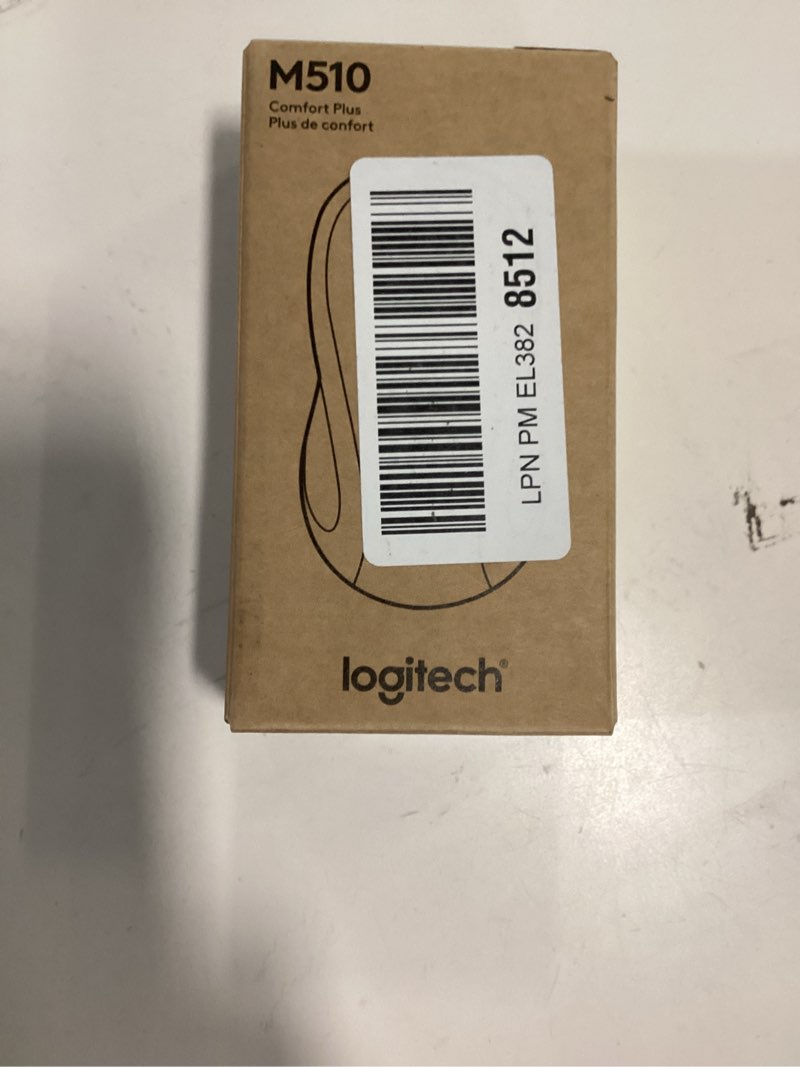 M510
Comfort Plus
Plus de confort
LPN PM EL382 8512
logitech®